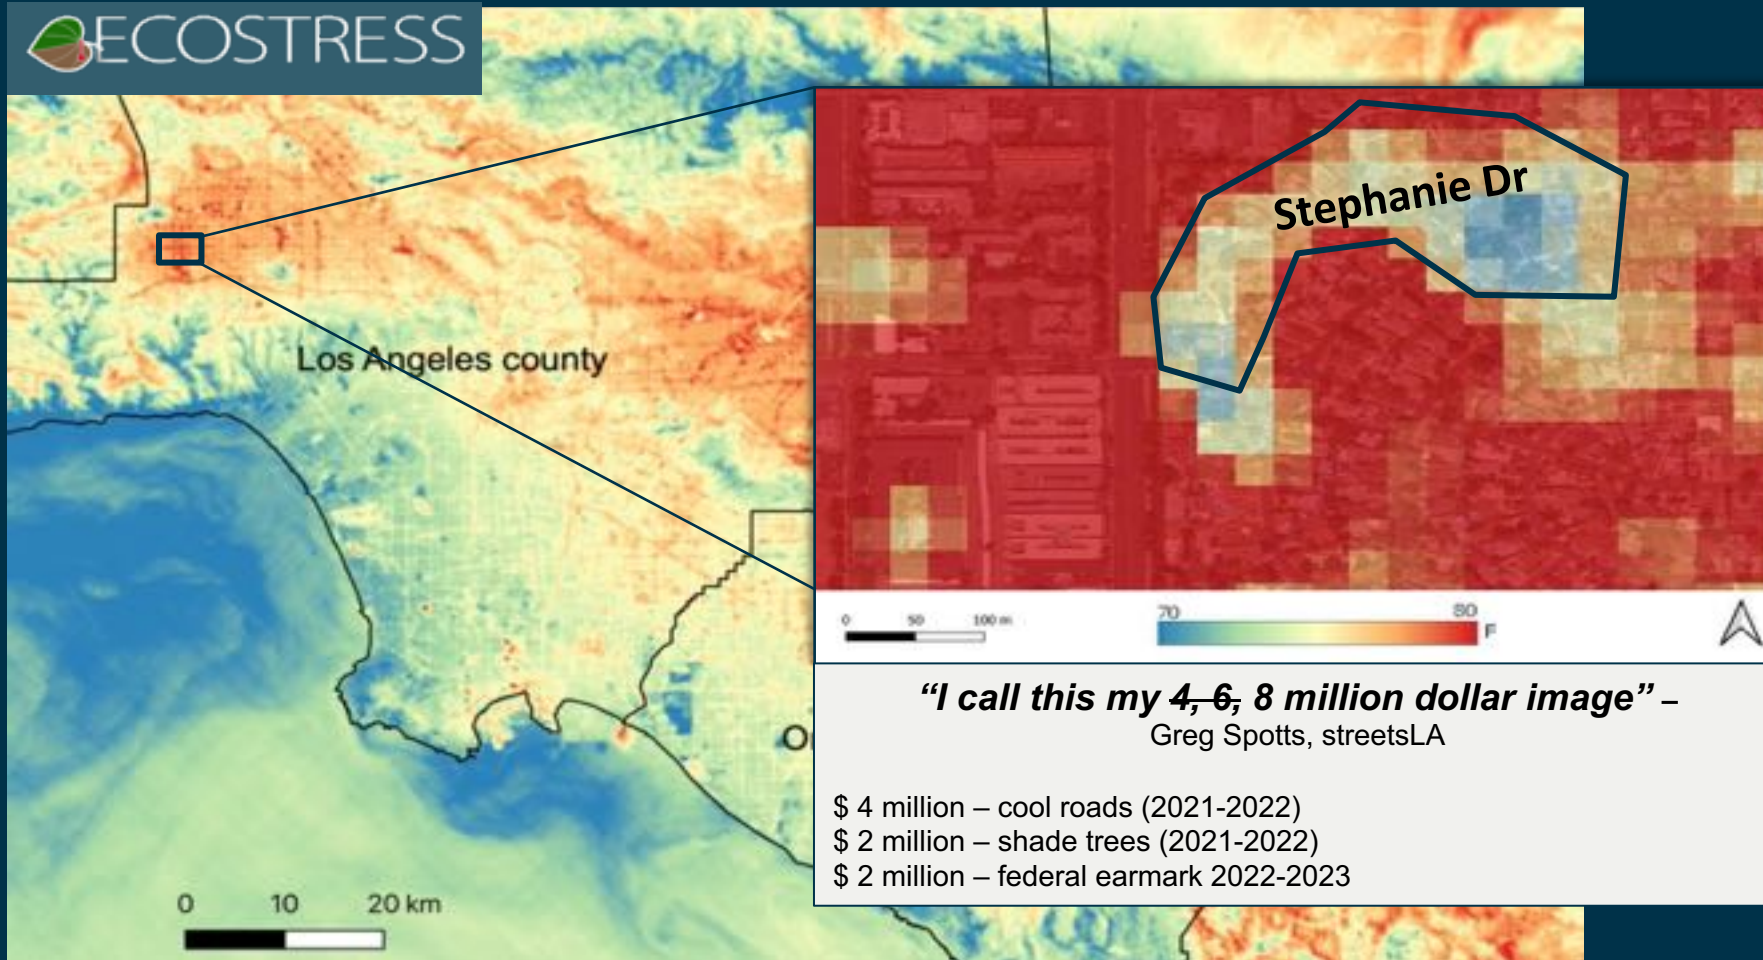 ECOSTRESS
Los Angeles county
O
0 10 20 km
Stephanie Dr
0 50 100 m
70 80
F
“I call this my 4, 6, 8 million dollar image” –
Greg Spotts, streetsLA
$ 4 million – cool roads (2021-2022)
$ 2 million – shade trees (2021-2022)
$ 2 million – federal earmark 2022-2023